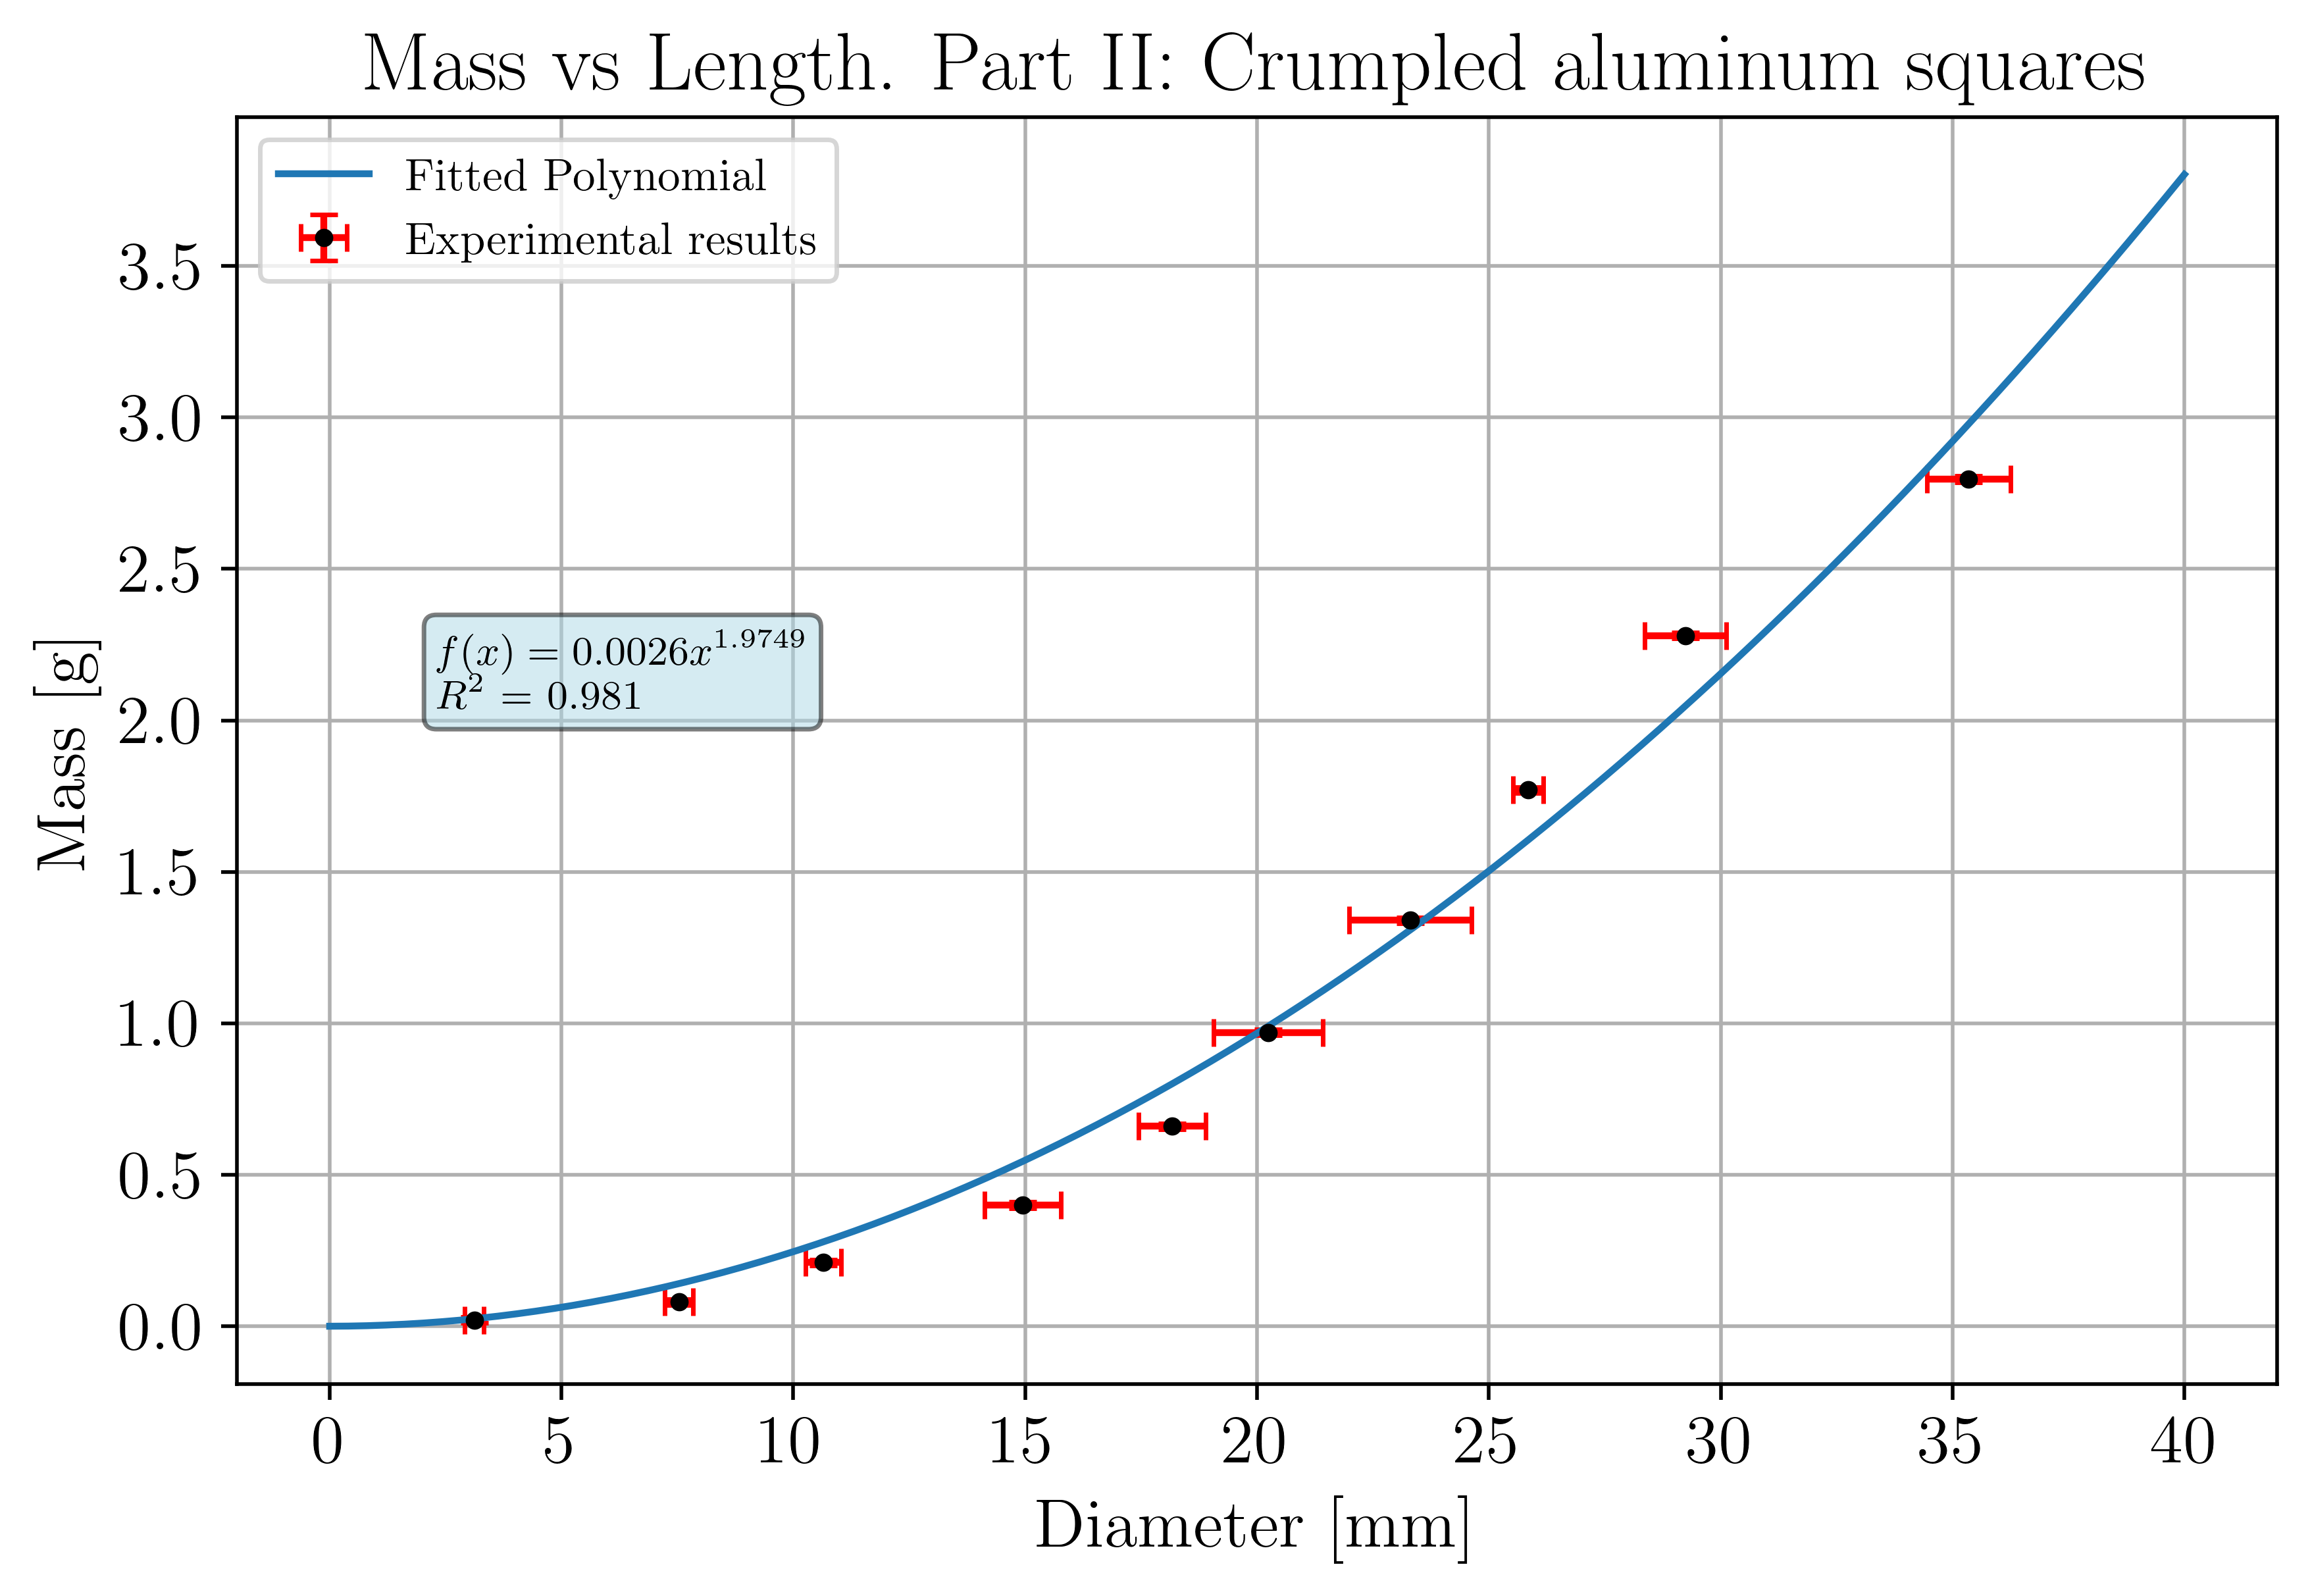 Mass vs Length. Part II: Crumpled aluminum squares
Fitted Polynomial
Experimental results
3.5
3.0
2.5
2.0
1.5
1.0
0.5
0.0
Mass [g]
f(x) = 0.0026x^{1.9749}
R² = 0.981
0 5 10 15 20 25 30 35 40
Diameter [mm]